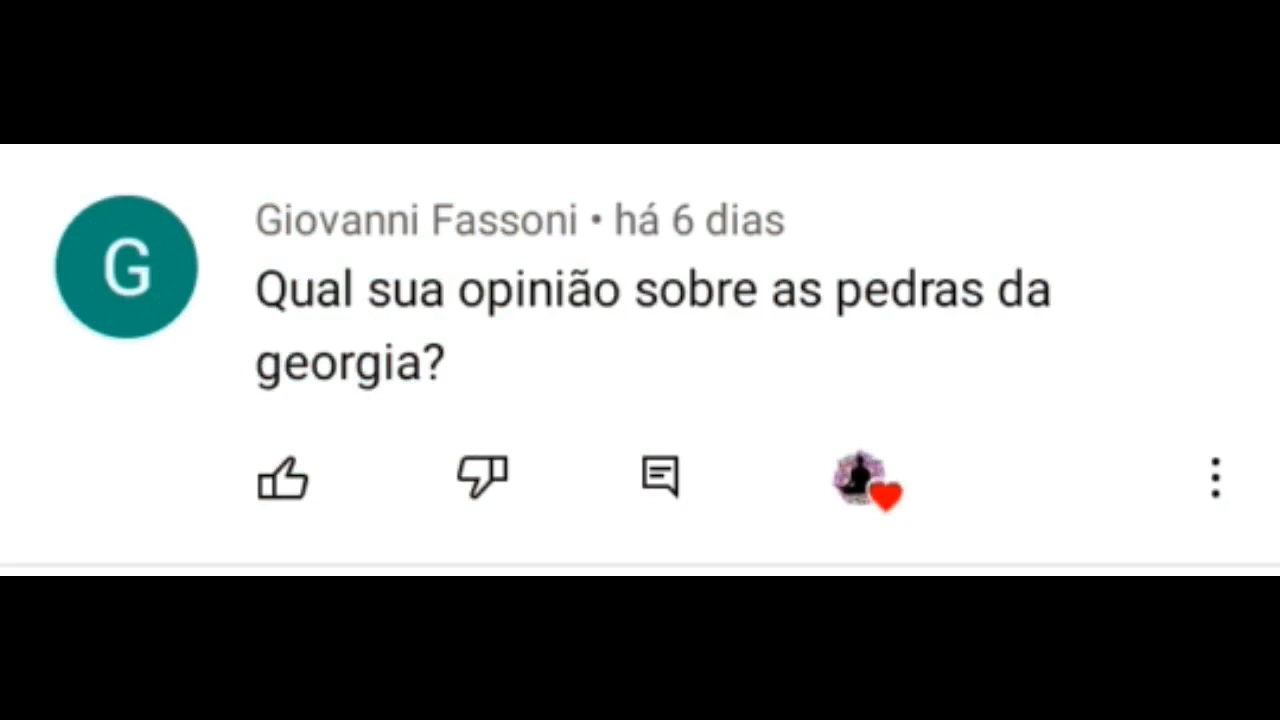 G
Giovanni Fassoni • há 6 dias
Qual sua opinião sobre as pedras da
georgia?